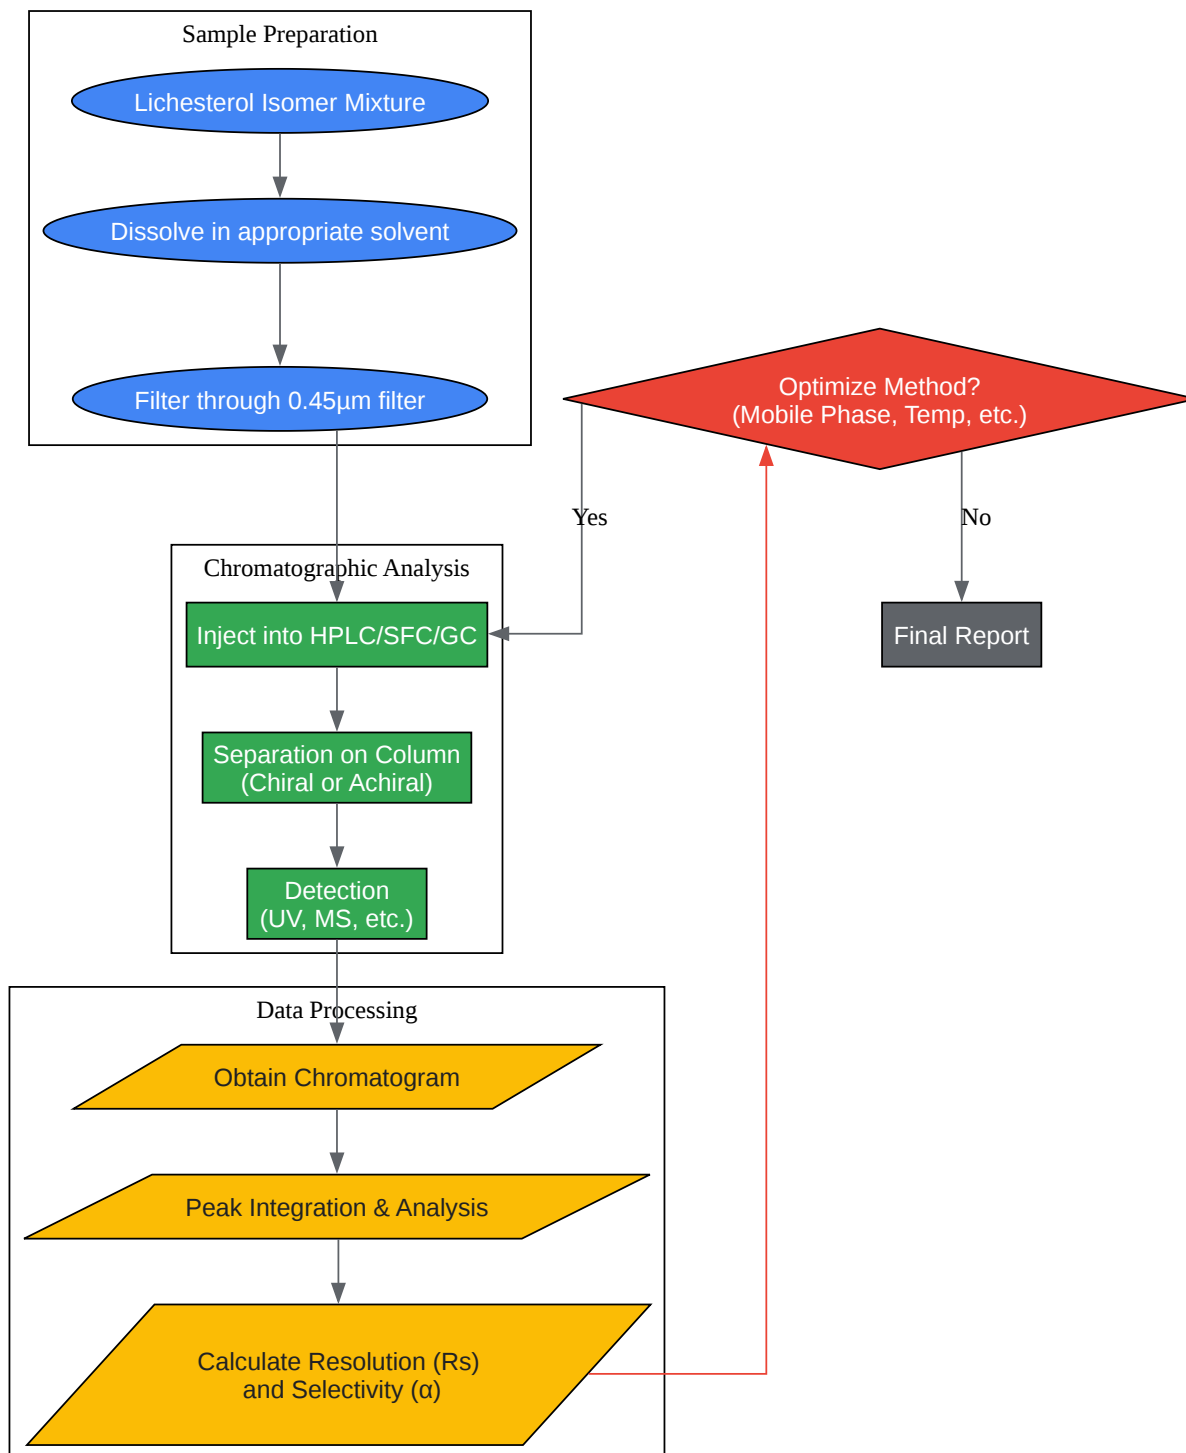 Sample Preparation
Lichesterol Isomer Mixture
Dissolve in appropriate solvent
Filter through 0.45µm filter
Optimize Method?
(Mobile Phase, Temp, etc.)
Yes
No
Chromatographic Analysis
Inject into HPLC/SFC/GC
Final Report
Separation on Column
(Chiral or Achiral)
Detection
(UV, MS, etc.)
Data Processing
Obtain Chromatogram
Peak Integration & Analysis
Calculate Resolution (Rs)
and Selectivity (α)